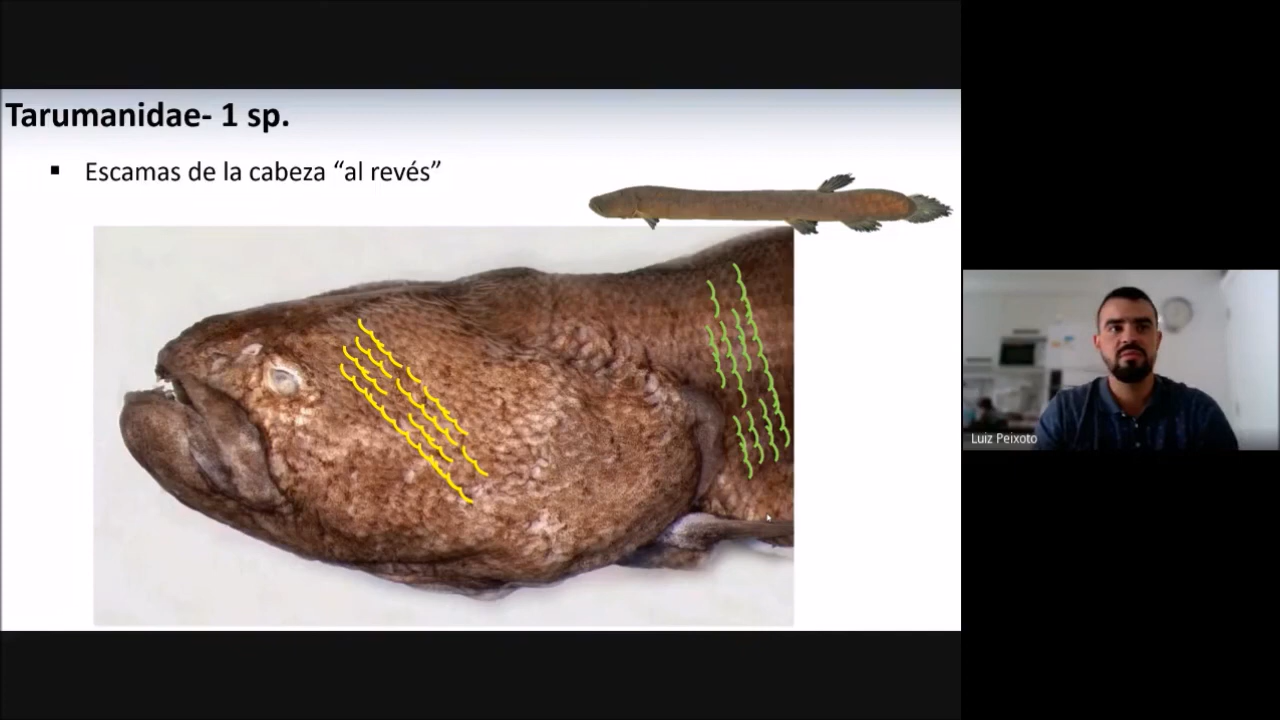 Tarumanidae- 1 sp.
▪ Escamas de la cabeza “al revés”
Luiz Peixoto